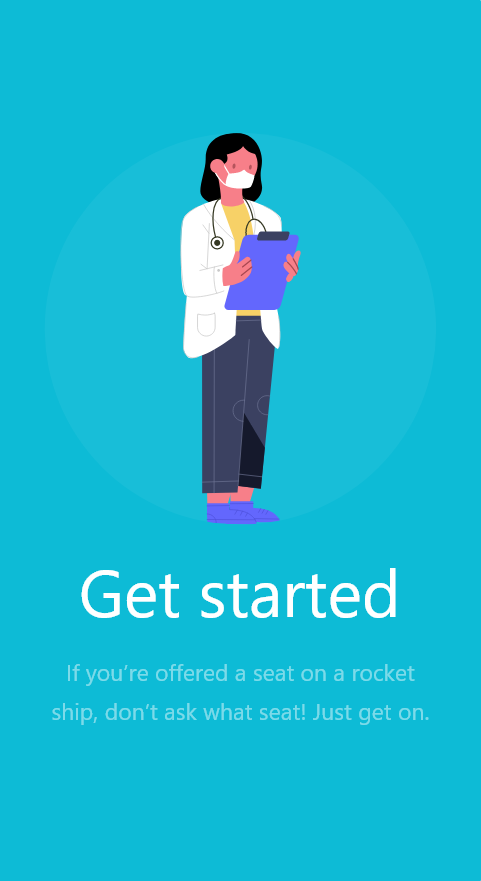 Get started
If you’re offered a seat on a rocket
ship, don’t ask what seat! Just get on.